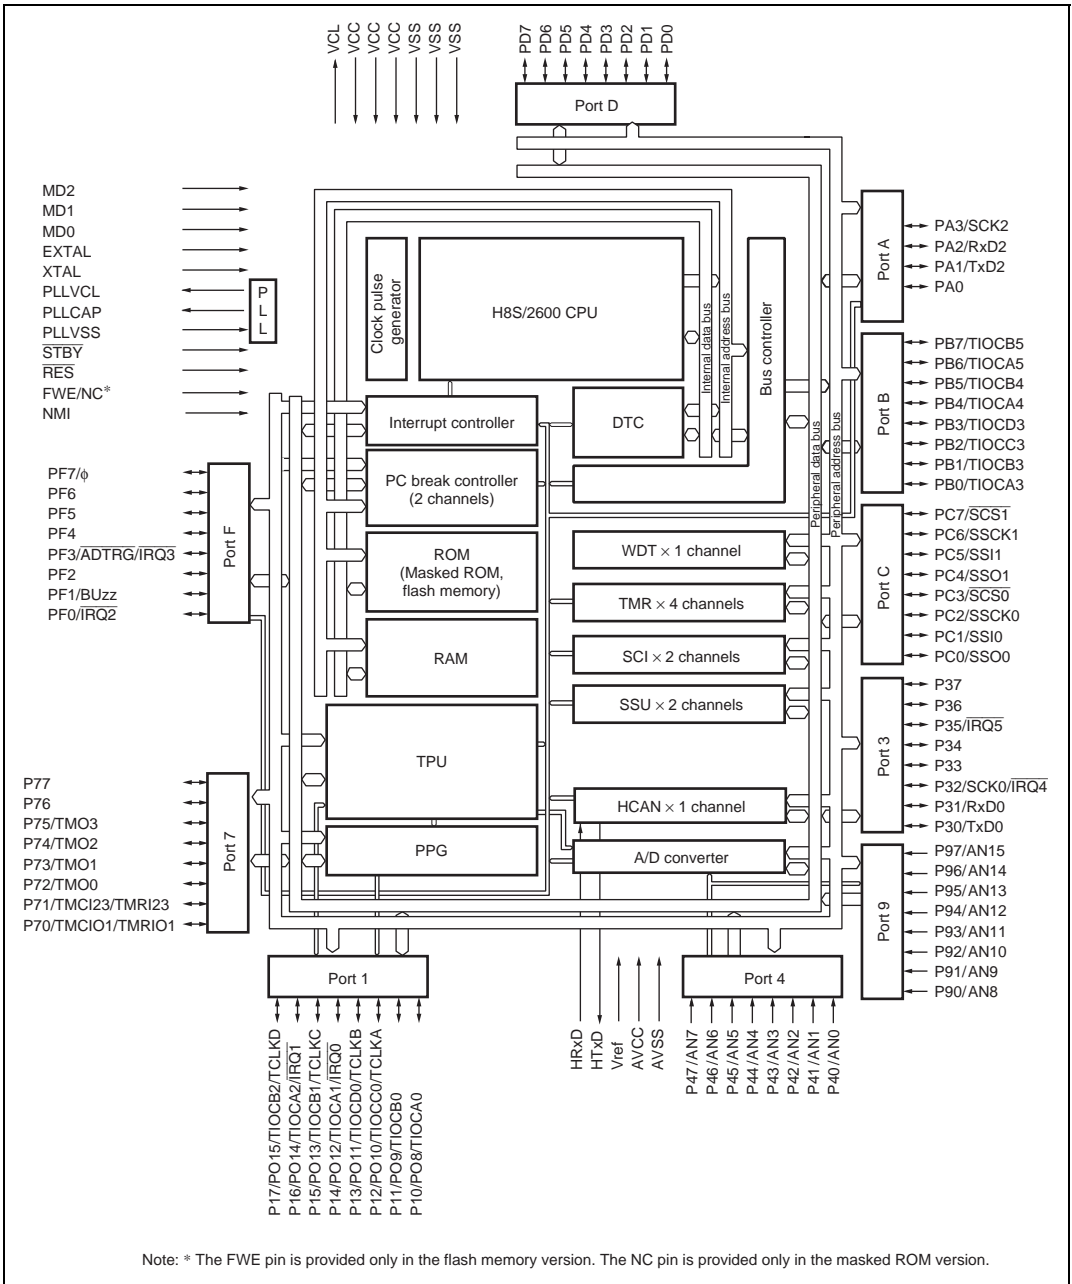 VCL
VCC
VCC
VCC
VSS
VSS
VSS
PD7
PD6
PD5
PD4
PD3
PD2
PD1
PD0
Port D
MD2
MD1
MD0
EXTAL
XTAL
PLLVCL
PLLCAP
PLLVSS
STBY
RES
FWE/NC*
NMI
PLL
Clock pulse
generator
H8S/2600 CPU
Internal data bus
Internal address bus
Bus controller
Peripheral data bus
Peripheral address bus
Interrupt controller
DTC
PC break controller
(2 channels)
ROM
(Masked ROM,
flash memory)
RAM
WDT × 1 channel
TMR × 4 channels
SCI × 2 channels
SSU × 2 channels
TPU
PPG
HCAN × 1 channel
A/D converter
Port A
PA3/SCK2
PA2/RxD2
PA1/TxD2
PA0
Port B
PB7/TIOCB5
PB6/TIOCA5
PB5/TIOCB4
PB4/TIOCA4
PB3/TIOCD3
PB2/TIOCC3
PB1/TIOCB3
PB0/TIOCA3
Port C
PC7/SCS1
PC6/SSCK1
PC5/SSI1
PC4/SSO1
PC3/SCS0
PC2/SSCK0
PC1/SSI0
PC0/SSO0
Port 3
P37
P36
P35/IRQ5
P34
P33
P32/SCK0/IRQ4
P31/RxD0
P30/TxD0
Port 9
P97/AN15
P96/AN14
P95/AN13
P94/AN12
P93/AN11
P92/AN10
P91/AN9
P90/AN8
PF7/φ
PF6
PF5
PF4
PF3/ADTRG/IRQ3
PF2
PF1/BUzz
PF0/IRQ2
Port F
P77
P76
P75/TMO3
P74/TMO2
P73/TMO1
P72/TMO0
P71/TMCI23/TMRI23
P70/TMCIO1/TMRIO1
Port 7
Port 1
P17/PO15/TIOCB2/TCLKD
P16/PO14/TIOCA2/IRQ1
P15/PO13/TIOCB1/TCLKC
P14/PO12/TIOCA1/IRQ0
P13/PO11/TIOCD0/TCLKB
P12/PO10/TIOCC0/TCLKA
P11/PO9/TIOCB0
P10/PO8/TIOCA0
HRxD
HTxD
Vref
AVCC
AVSS
Port 4
P47/AN7
P46/AN6
P45/AN5
P44/AN4
P43/AN3
P42/AN2
P41/AN1
P40/AN0
Note: * The FWE pin is provided only in the flash memory version. The NC pin is provided only in the masked ROM version.